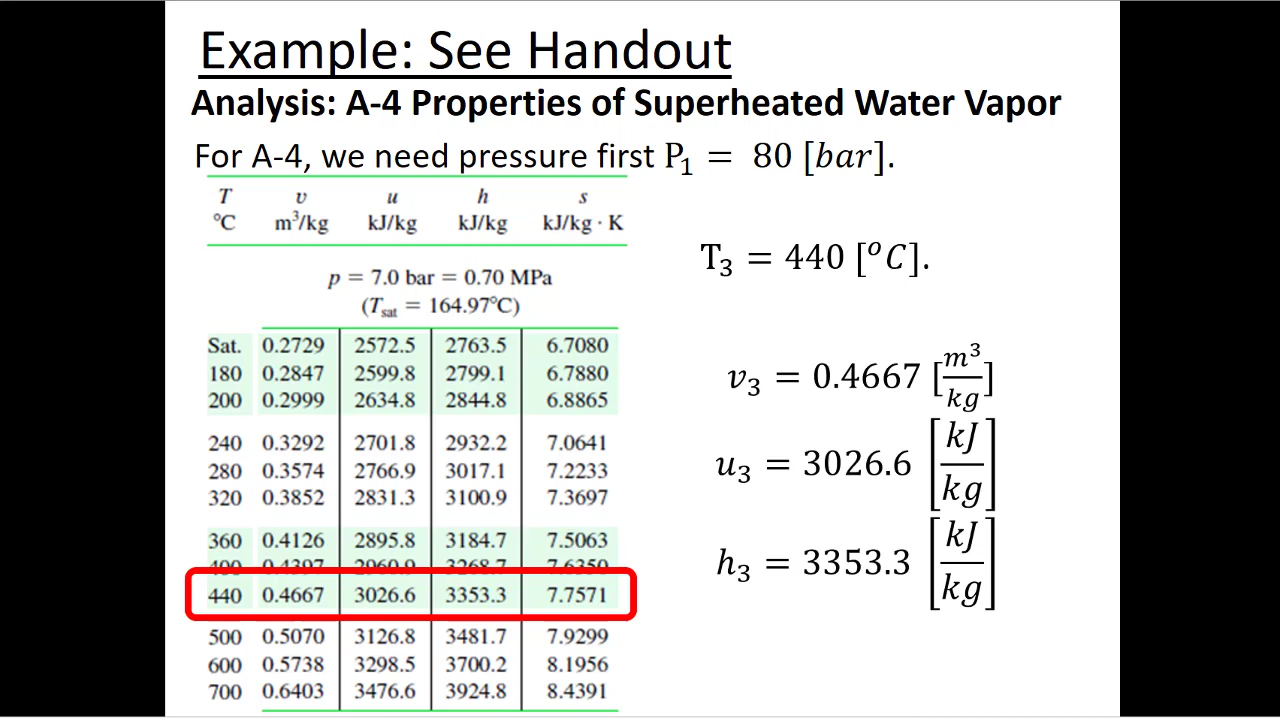 Example: See Handout
Analysis: A-4 Properties of Superheated Water Vapor
For A-4, we need pressure first P₁ = 80 [bar].
T v u h s
°C m³/kg kJ/kg kJ/kg kJ/kg · K
p = 7.0 bar = 0.70 MPa
(Tsat = 164.97°C)
Sat. 0.2729 2572.5 2763.5 6.7080
180 0.2847 2599.8 2799.1 6.7880
200 0.2999 2634.8 2844.8 6.8865
240 0.3292 2701.8 2932.2 7.0641
280 0.3574 2766.9 3017.1 7.2233
320 0.3852 2831.3 3100.9 7.3697
360 0.4126 2895.8 3184.7 7.5063
400 0.4397 2960.9 3268.7 7.6350
440 0.4667 3026.6 3353.3 7.7571
500 0.5070 3126.8 3481.7 7.9299
600 0.5738 3298.5 3700.2 8.1956
700 0.6403 3476.6 3924.8 8.4391
T₃ = 440 [°C].
v₃ = 0.4667 [m³/kg]
u₃ = 3026.6 [kJ/kg]
h₃ = 3353.3 [kJ/kg]